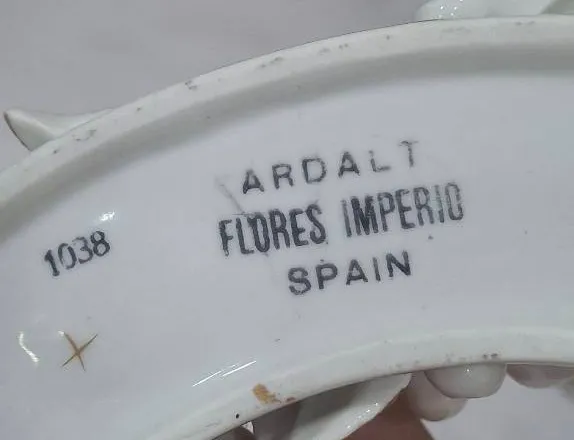 ARDALT
FLORES IMPERIO
SPAIN
1038